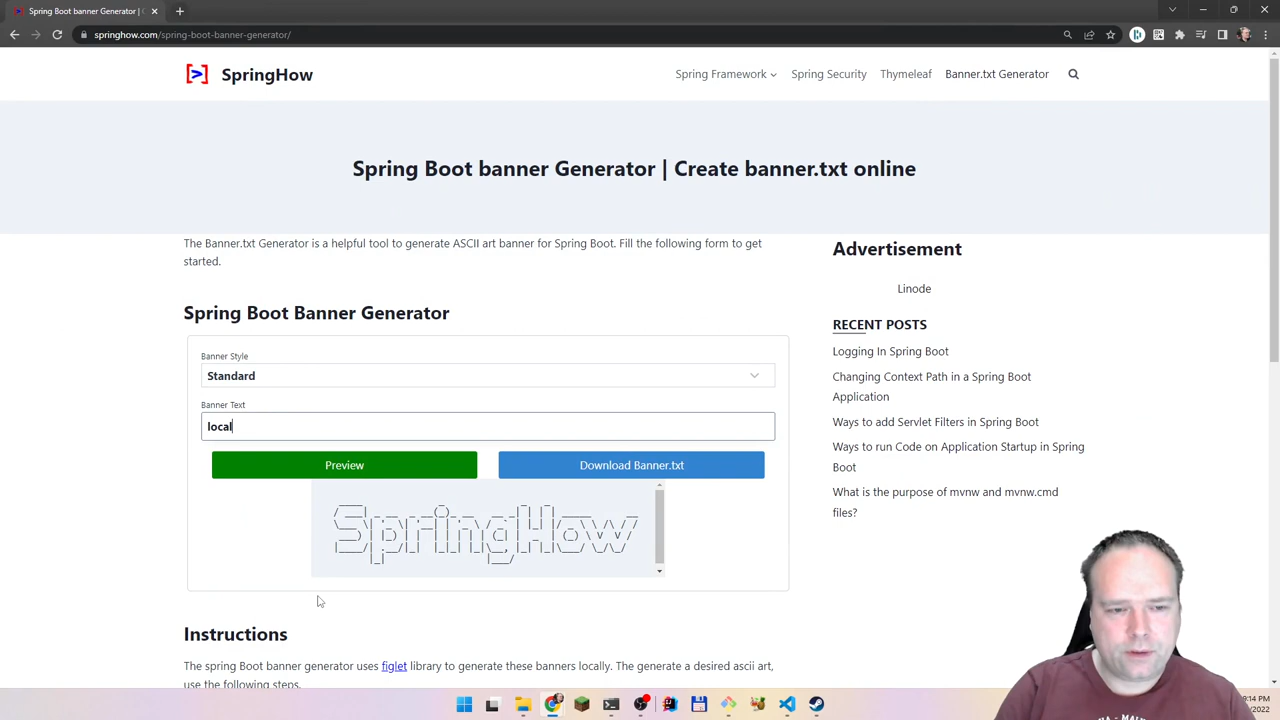 Spring Boot banner Generator | C
springhow.com/spring-boot-banner-generator/
SpringHow
Spring Framework
Spring Security
Thymeleaf
Banner.txt Generator
Spring Boot banner Generator | Create banner.txt online
The Banner.txt Generator is a helpful tool to generate ASCII art banner for Spring Boot. Fill the following form to get
started.
Spring Boot Banner Generator
Banner Style
Standard
Banner Text
local
Preview
Download Banner.txt
SpringHow
Instructions
The spring Boot banner generator uses figlet library to generate these banners locally. The generate a desired ascii art,
use the following steps.
Advertisement
Linode
RECENT POSTS
Logging In Spring Boot
Changing Context Path in a Spring Boot
Application
Ways to add Servlet Filters in Spring Boot
Ways to run Code on Application Startup in Spring
Boot
What is the purpose of mvnw and mvnw.cmd
files?